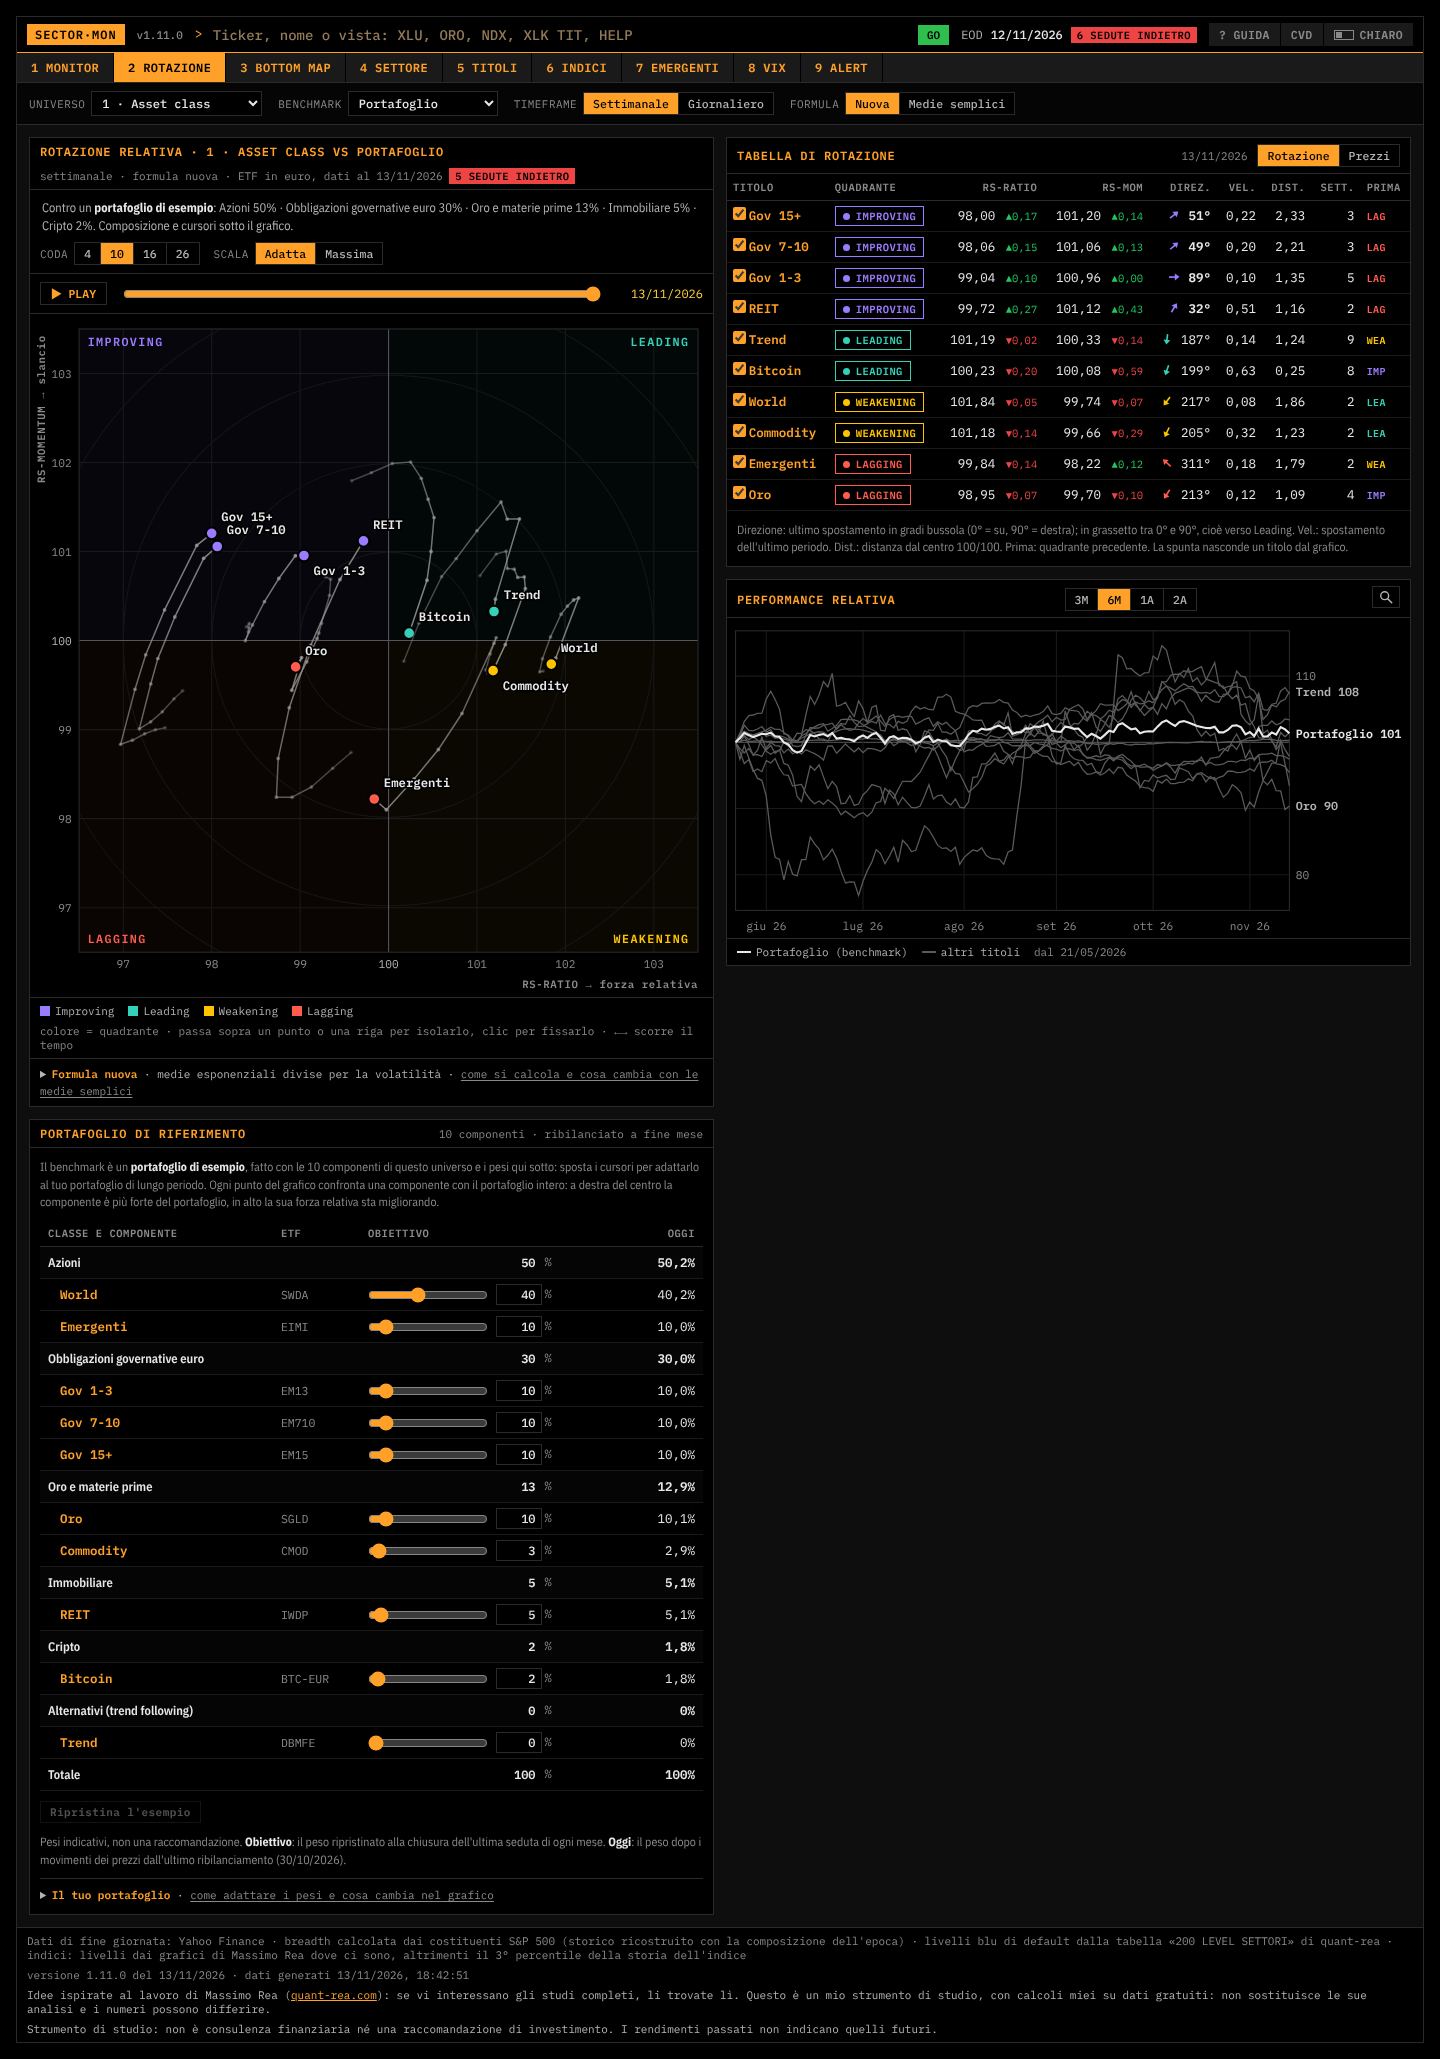 SECTOR·MON v1.11.0 > Ticker, nome o vista: XLU, ORO, NDX, XLK TIT, HELP GO EOD 12/11/2026 6 SEDUTE INDIETRO ? GUIDA CVD CHIARO
1 MONITOR 2 ROTAZIONE 3 BOTTOM MAP 4 SETTORE 5 TITOLI 6 INDICI 7 EMERGENTI 8 VIX 9 ALERT
UNIVERSO 1 · Asset class BENCHMARK Portafoglio TIMEFRAME Settimanale Giornaliero FORMULA Nuova Medie semplici
ROTAZIONE RELATIVA · 1 · ASSET CLASS VS PORTAFOGLIO
settimanale · formula nuova · ETF in euro, dati al 13/11/2026 5 SEDUTE INDIETRO
Contro un portafoglio di esempio: Azioni 50% · Obbligazioni governative euro 30% · Oro e materie prime 13% · Immobiliare 5% ·
Cripto 2%. Composizione e cursori sotto il grafico.
CODA 4 10 16 26 SCALA Adatta Massima
▶ PLAY 13/11/2026
IMPROVING LEADING
RS-MOMENTUM → slancio
103
102
101
100
99
98
97
Gov 15+
Gov 7-10
REIT
Gov 1-3
Trend
Bitcoin
Oro
World
Commodity
Emergenti
LAGGING WEAKENING
97 98 99 100 101 102 103
RS-RATIO → forza relativa
Improving Leading Weakening Lagging
colore = quadrante · passa sopra un punto o una riga per isolarlo, clic per fissarlo · ←→ scorre il
tempo
▶ Formula nuova · medie esponenziali divise per la volatilità · come si calcola e cosa cambia con le
medie semplici
TABELLA DI ROTAZIONE 13/11/2026 Rotazione Prezzi
TITOLO QUADRANTE RS-RATIO RS-MOM DIREZ. VEL. DIST. SETT. PRIMA
Gov 15+ IMPROVING 98,00 ▲0,17 101,20 ▲0,14 51° 0,22 2,33 3 LAG
Gov 7-10 IMPROVING 98,06 ▲0,15 101,06 ▲0,13 49° 0,20 2,21 3 LAG
Gov 1-3 IMPROVING 99,04 ▲0,10 100,96 ▲0,00 89° 0,10 1,35 5 LAG
REIT IMPROVING 99,72 ▲0,27 101,12 ▲0,43 32° 0,51 1,16 2 LAG
Trend LEADING 101,19 ▼0,02 100,33 ▼0,14 187° 0,14 1,24 9 WEA
Bitcoin LEADING 100,23 ▼0,20 100,08 ▼0,59 199° 0,63 0,25 8 IMP
World WEAKENING 101,84 ▼0,05 99,74 ▼0,07 217° 0,08 1,86 2 LEA
Commodity WEAKENING 101,18 ▼0,14 99,66 ▼0,29 205° 0,32 1,23 2 LEA
Emergenti LAGGING 99,84 ▼0,14 98,22 ▲0,12 311° 0,18 1,79 2 WEA
Oro LAGGING 98,95 ▼0,07 99,70 ▼0,10 213° 0,12 1,09 4 IMP
Direzione: ultimo spostamento in gradi bussola (0° = su, 90° = destra); in grassetto tra 0° e 90°, cioè verso Leading. Vel.: spostamento
dell'ultimo periodo. Dist.: distanza dal centro 100/100. Prima: quadrante precedente. La spunta nasconde un titolo dal grafico.
PERFORMANCE RELATIVA 3M 6M 1A 2A
110
Trend 108
Portafoglio 101
Oro 90
80
giu 26 lug 26 ago 26 set 26 ott 26 nov 26
Portafoglio (benchmark) altri titoli dal 21/05/2026
PORTAFOGLIO DI RIFERIMENTO 10 componenti · ribilanciato a fine mese
Il benchmark è un portafoglio di esempio, fatto con le 10 componenti di questo universo e i pesi qui sotto: sposta i cursori per adattarlo
al tuo portafoglio di lungo periodo. Ogni punto del grafico confronta una componente con il portafoglio intero: a destra del centro la
componente è più forte del portafoglio, in alto la sua forza relativa sta migliorando.
CLASSE E COMPONENTE ETF OBIETTIVO OGGI
Azioni 50 % 50,2%
World SWDA 40 % 40,2%
Emergenti EIMI 10 % 10,0%
Obbligazioni governative euro 30 % 30,0%
Gov 1-3 EM13 10 % 10,0%
Gov 7-10 EM710 10 % 10,0%
Gov 15+ EM15 10 % 10,0%
Oro e materie prime 13 % 12,9%
Oro SGLD 10 % 10,1%
Commodity CMOD 3 % 2,9%
Immobiliare 5 % 5,1%
REIT IWDP 5 % 5,1%
Cripto 2 % 1,8%
Bitcoin BTC-EUR 2 % 1,8%
Alternativi (trend following) 0 % 0%
Trend DBMFE 0 % 0%
Totale 100 % 100%
Ripristina l'esempio
Pesi indicativi, non una raccomandazione. Obiettivo: il peso ripristinato alla chiusura dell'ultima seduta di ogni mese. Oggi: il peso dopo i
movimenti dei prezzi dall'ultimo ribilanciamento (30/10/2026).
▶ Il tuo portafoglio · come adattare i pesi e cosa cambia nel grafico
Dati di fine giornata: Yahoo Finance · breadth calcolata dai costituenti S&P 500 (storico ricostruito con la composizione dell'epoca) · livelli blu di default dalla tabella «200 LEVEL SETTORI» di quant-rea ·
indici: livelli dai grafici di Massimo Rea dove ci sono, altrimenti il 3° percentile della storia dell'indice
versione 1.11.0 del 13/11/2026 · dati generati 13/11/2026, 18:42:51
Idee ispirate al lavoro di Massimo Rea (quant-rea.com): se vi interessano gli studi completi, li trovate lì. Questo è un mio strumento di studio, con calcoli miei su dati gratuiti: non sostituisce le sue
analisi e i numeri possono differire.
Strumento di studio: non è consulenza finanziaria né una raccomandazione di investimento. I rendimenti passati non indicano quelli futuri.